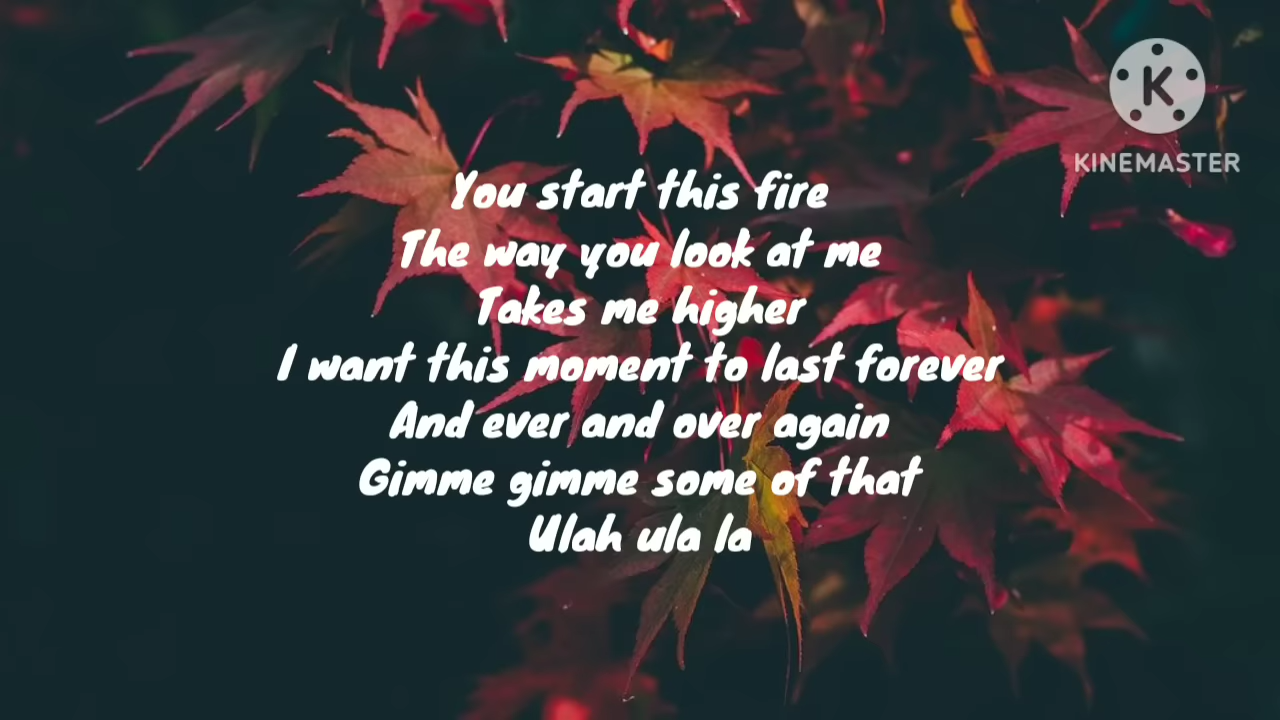 K
KINEMASTER
You start this fire
The way you look at me
Takes me higher
I want this moment to last forever
And ever and over again
Gimme gimme some of that
Ulah ula la